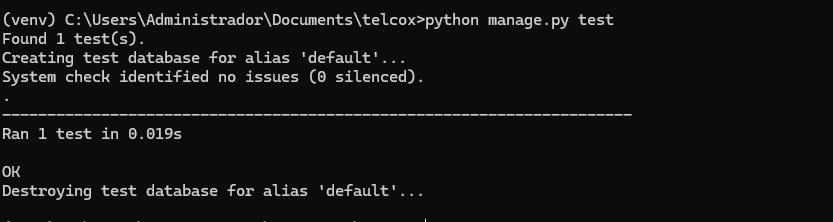 (venv) C:\Users\Administrador\Documents\telcox>python manage.py test
Found 1 test(s).
Creating test database for alias 'default'...
System check identified no issues (0 silenced).
.
----------------------------------------------------------------------
Ran 1 test in 0.019s
OK
Destroying test database for alias 'default'...